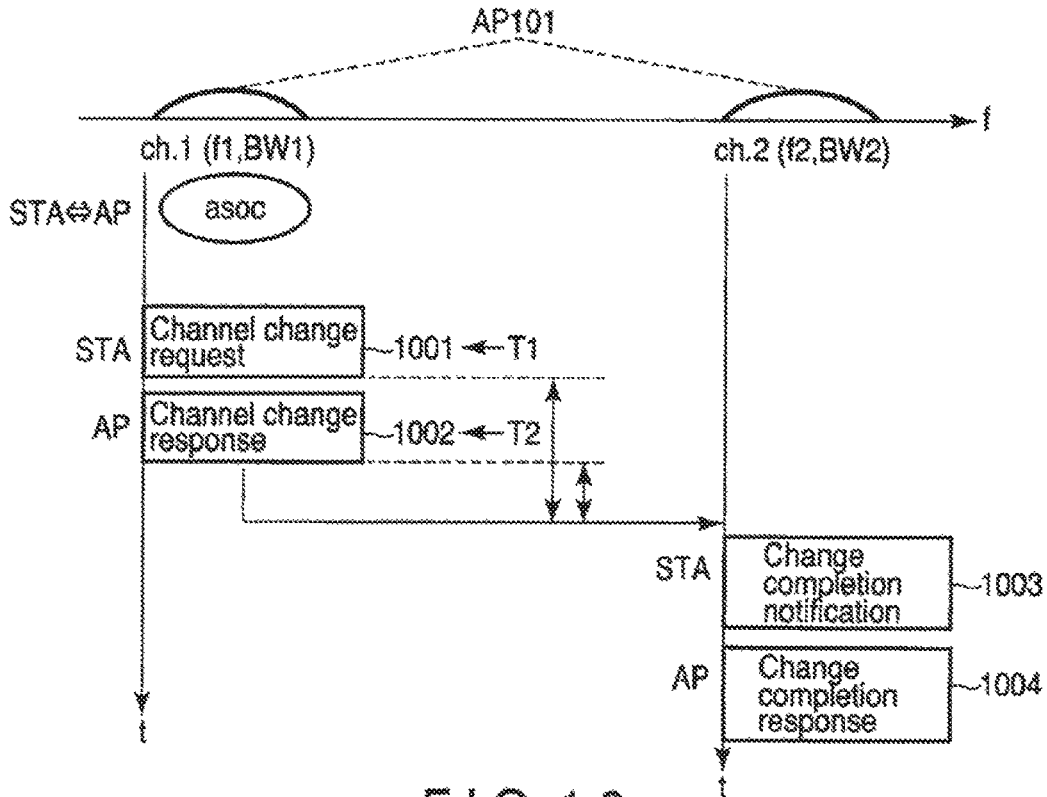 AP101
f
ch.1 (f1,BW1)
ch.2 (f2,BW2)
STA⇔AP
asoc
STA
Channel change
request
1001
T1
AP
Channel change
response
1002
T2
STA
Change
completion
notification
1003
AP
Change
completion
response
1004
t
t